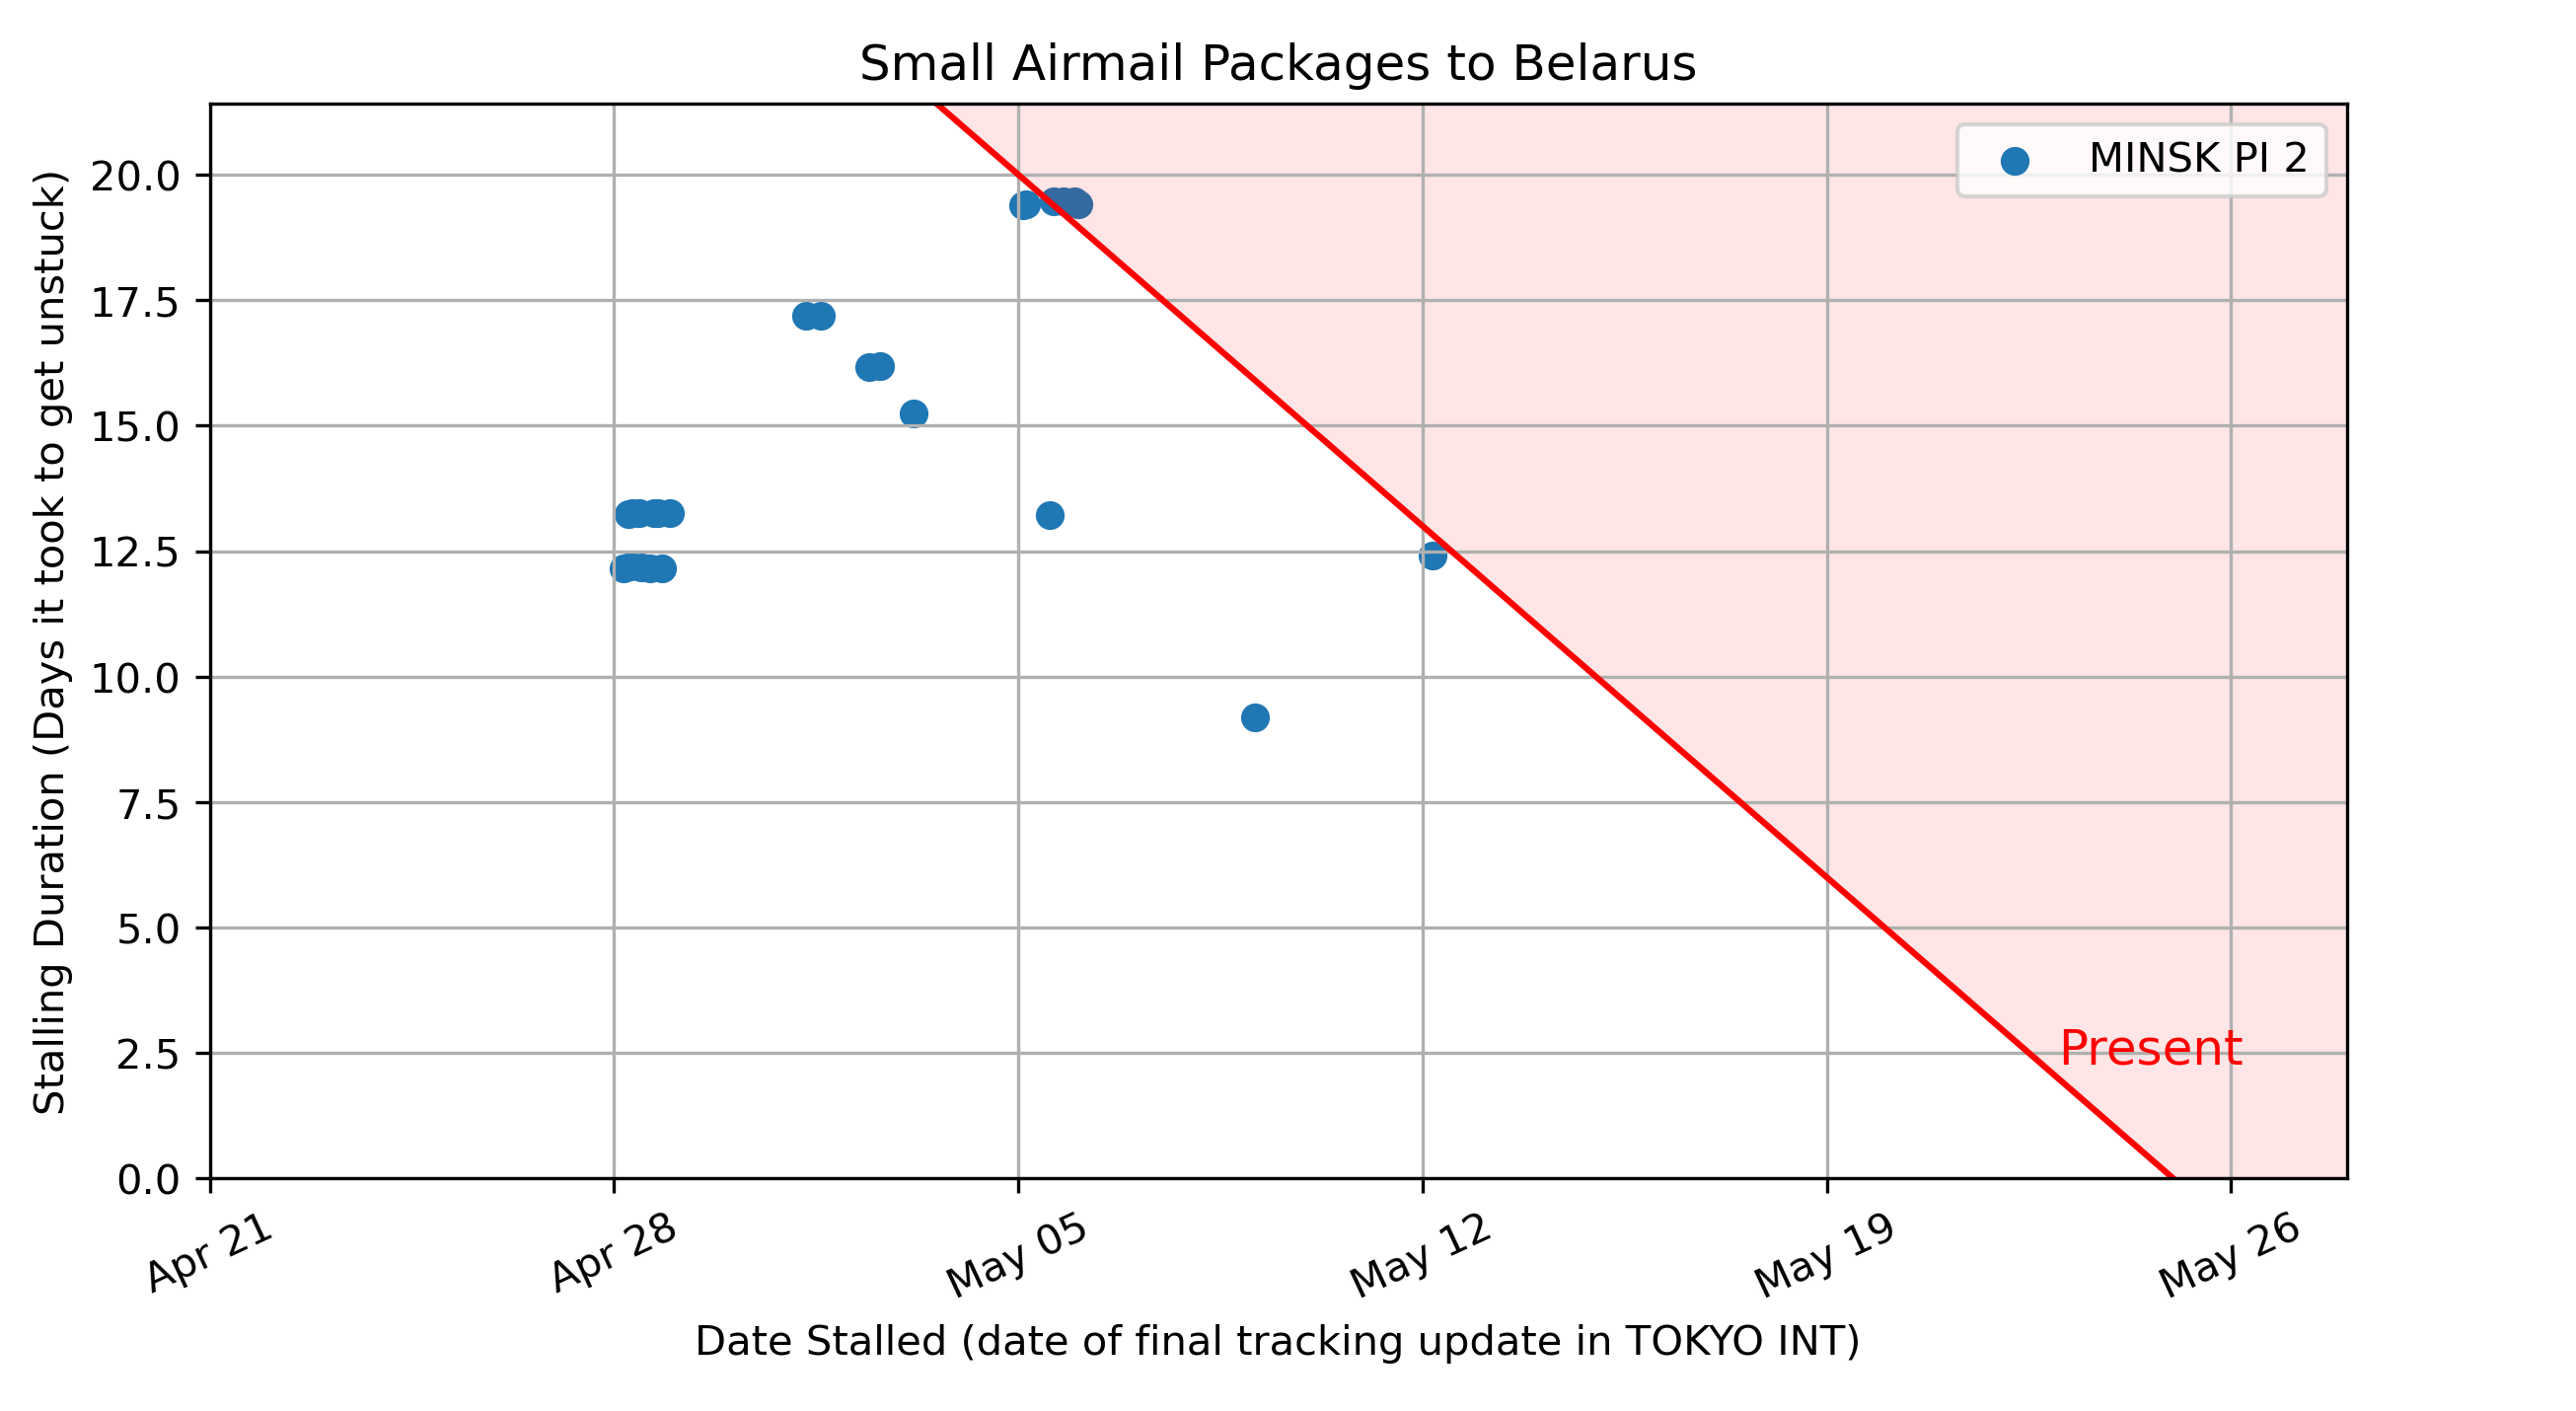 Small Airmail Packages to Belarus
MINSK PI 2
Stalling Duration (Days it took to get unstuck)
20.0
17.5
15.0
12.5
10.0
7.5
5.0
2.5
0.0
Present
Apr 21
Apr 28
May 05
May 12
May 19
May 26
Date Stalled (date of final tracking update in TOKYO INT)